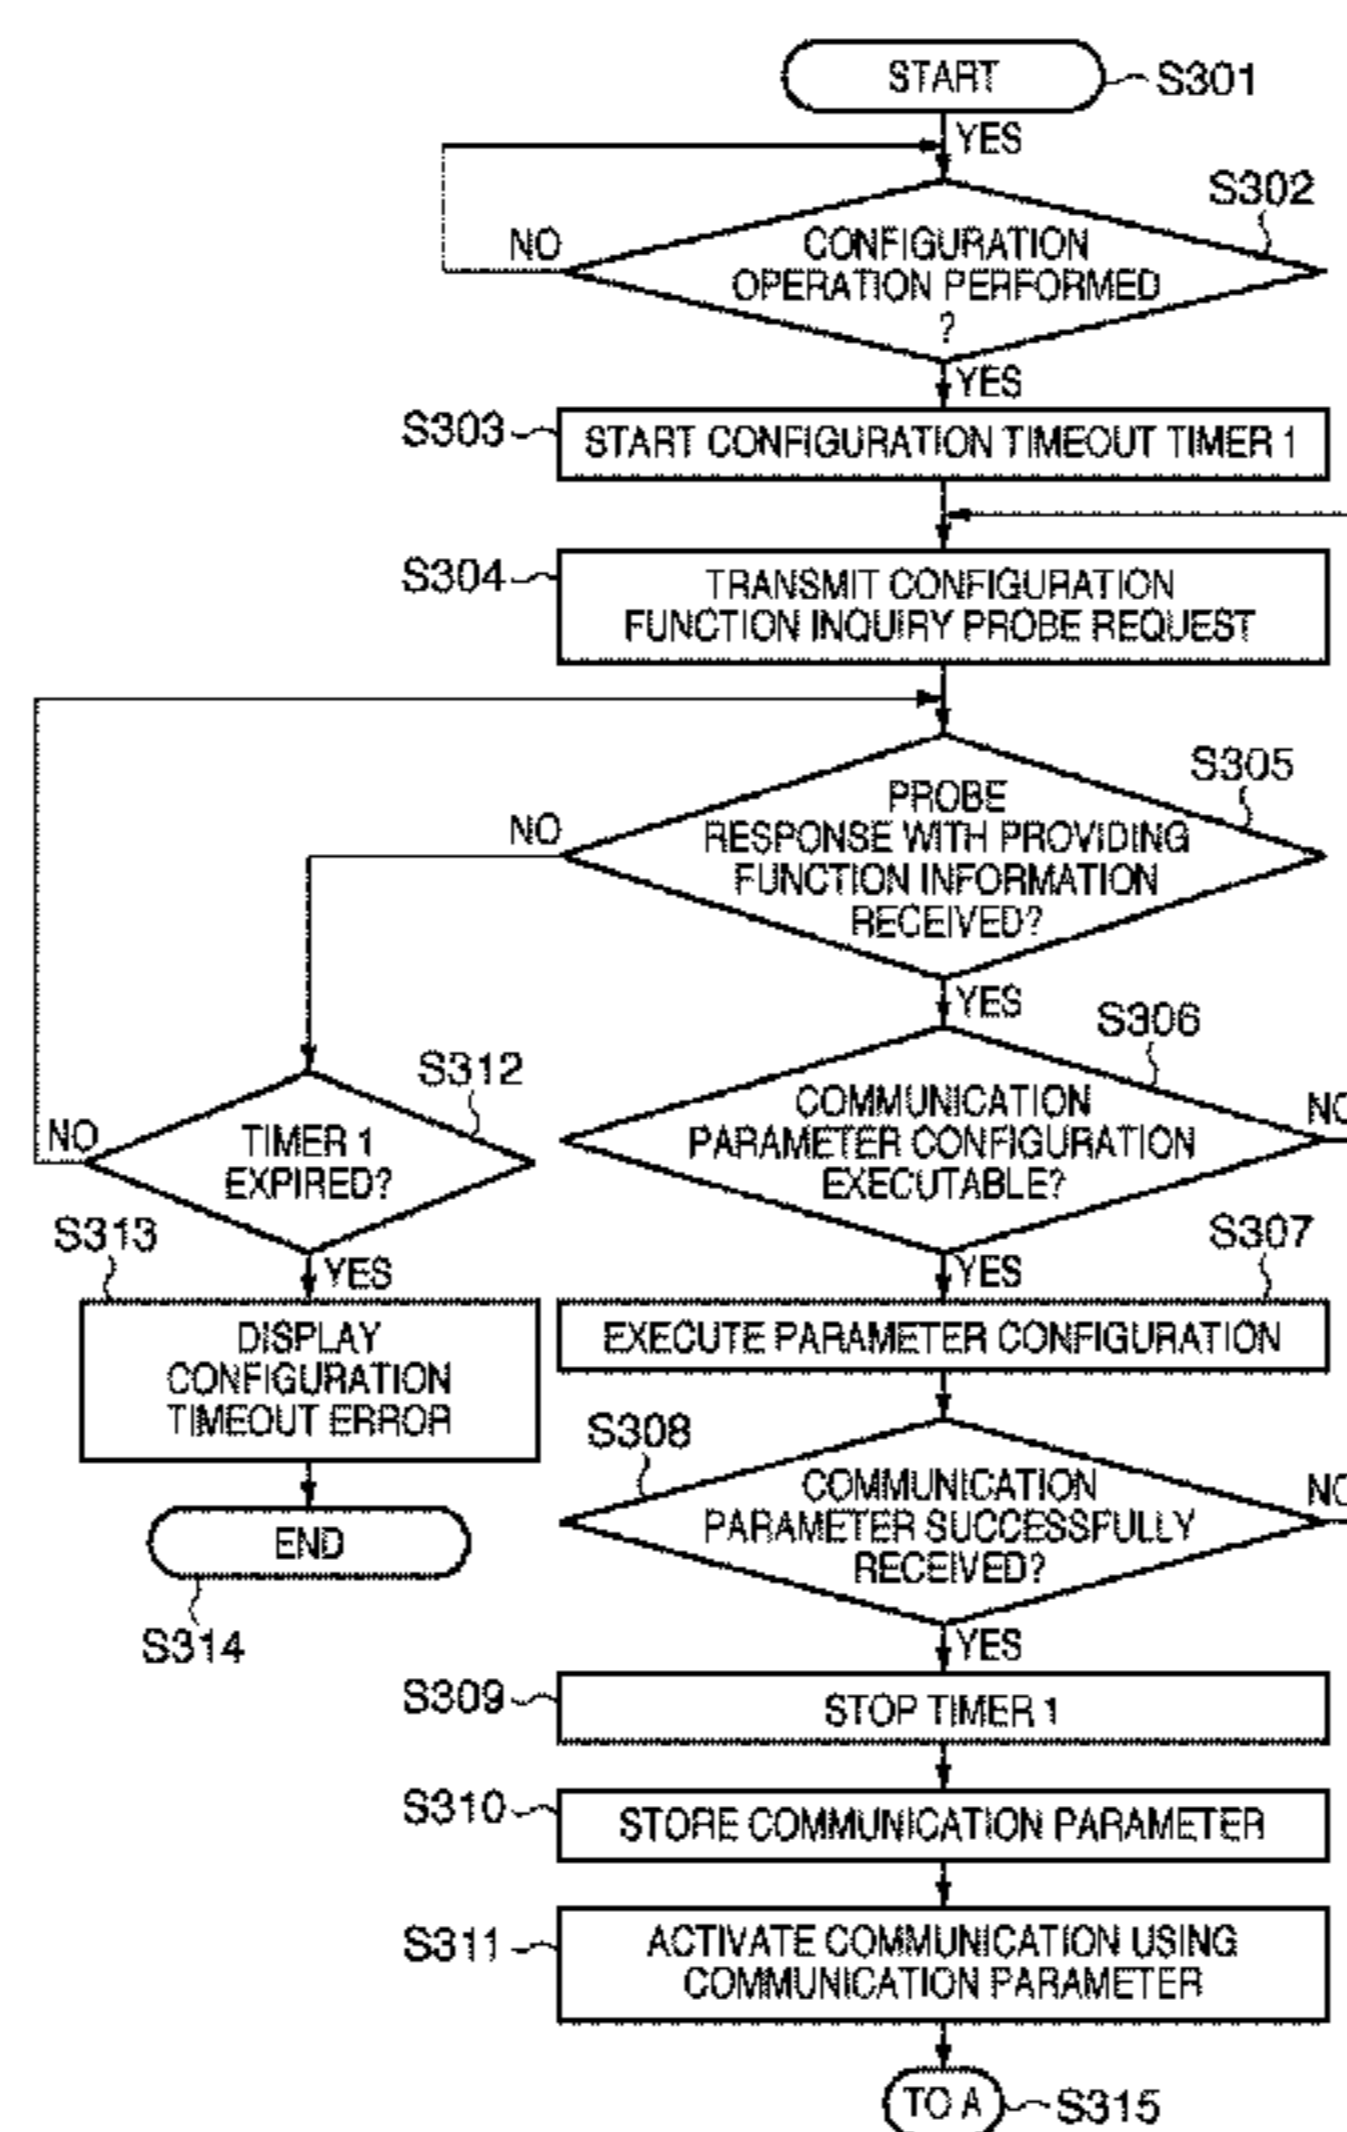 START
S301
YES
S302
NO
CONFIGURATION
OPERATION PERFORMED
?
YES
S303
START CONFIGURATION TIMEOUT TIMER 1
S304
TRANSMIT CONFIGURATION
FUNCTION INQUIRY PROBE REQUEST
S305
NO
PROBE
RESPONSE WITH PROVIDING
FUNCTION INFORMATION
RECEIVED?
YES
S306
S312
NO
TIMER 1
EXPIRED?
COMMUNICATION
PARAMETER CONFIGURATION
EXECUTABLE?
NO
S313
YES
YES
S307
DISPLAY
CONFIGURATION
TIMEOUT ERROR
EXECUTE PARAMETER CONFIGURATION
S308
COMMUNICATION
PARAMETER SUCCESSFULLY
RECEIVED?
NO
END
S314
YES
S309
STOP TIMER 1
S310
STORE COMMUNICATION PARAMETER
S311
ACTIVATE COMMUNICATION USING
COMMUNICATION PARAMETER
TO A
S315